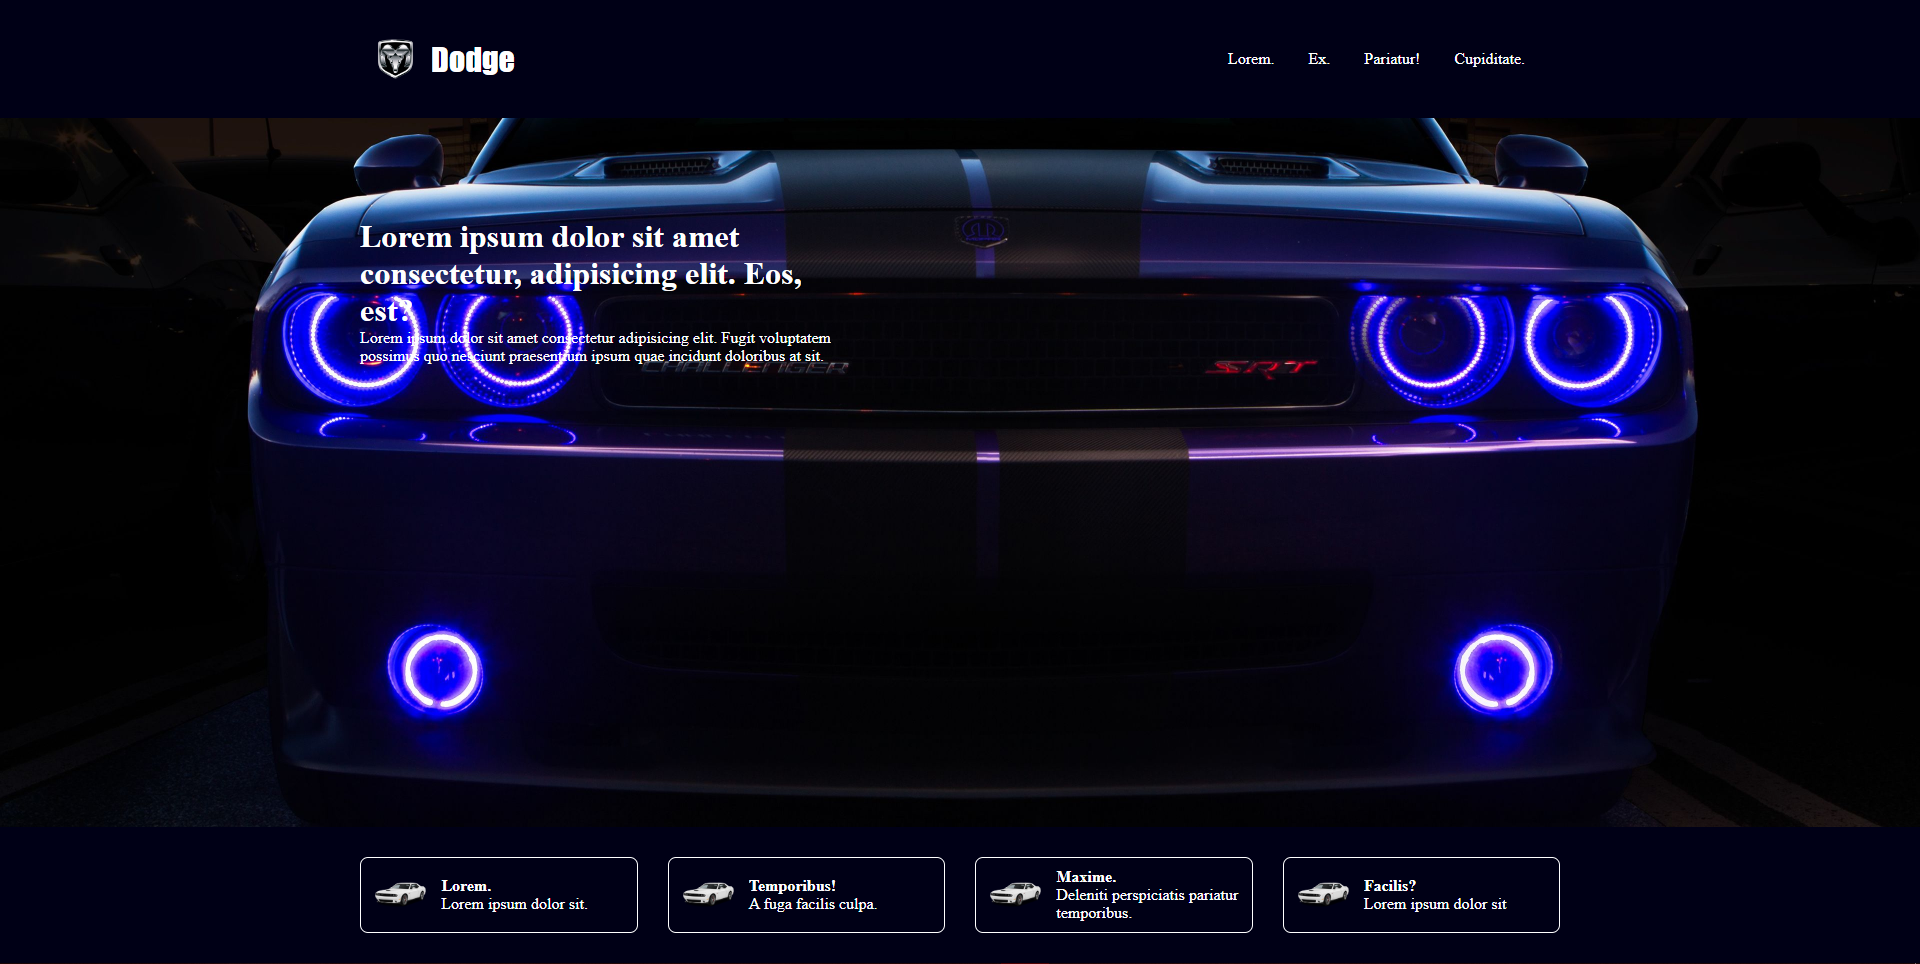 Dodge
Lorem. Ex. Pariatur! Cupiditate.
Lorem ipsum dolor sit amet
consectetur, adipisicing elit. Eos,
est?
Lorem ipsum dolor sit amet consectetur adipisicing elit. Fugit voluptatem
possimus quo nesciunt praesentium ipsum quae incidunt doloribus at sit.
CHALLENGER
SRT
Lorem.
Lorem ipsum dolor sit.
Temporibus!
A fuga facilis culpa.
Maxime.
Deleniti perspiciatis pariatur
temporibus.
Facilis?
Lorem ipsum dolor sit